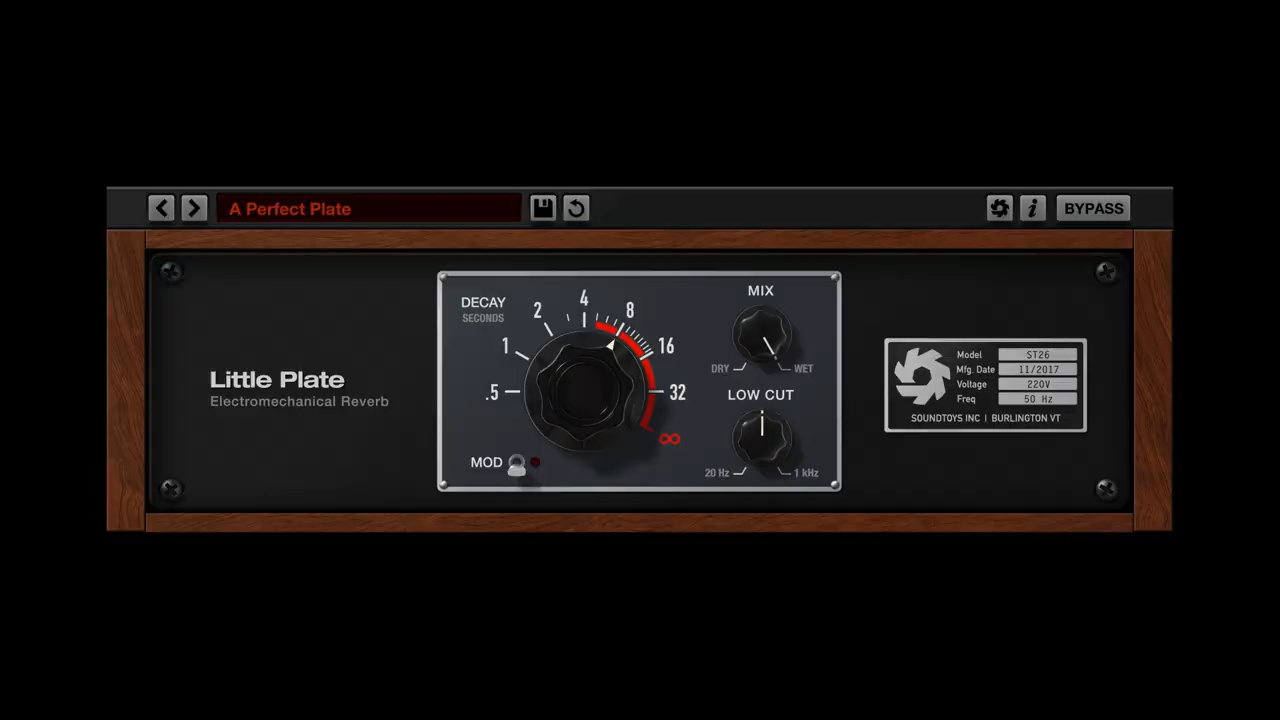 A Perfect Plate
i
BYPASS
Little Plate
Electromechanical Reverb
DECAY
SECONDS
.5
1
2
4
8
16
32
∞
MOD
MIX
DRY
WET
LOW CUT
20 Hz
1 kHz
Model ST26
Mfg. Date 11/2017
Voltage 220V
Freq 50 Hz
SOUNDTOYS INC | BURLINGTON VT